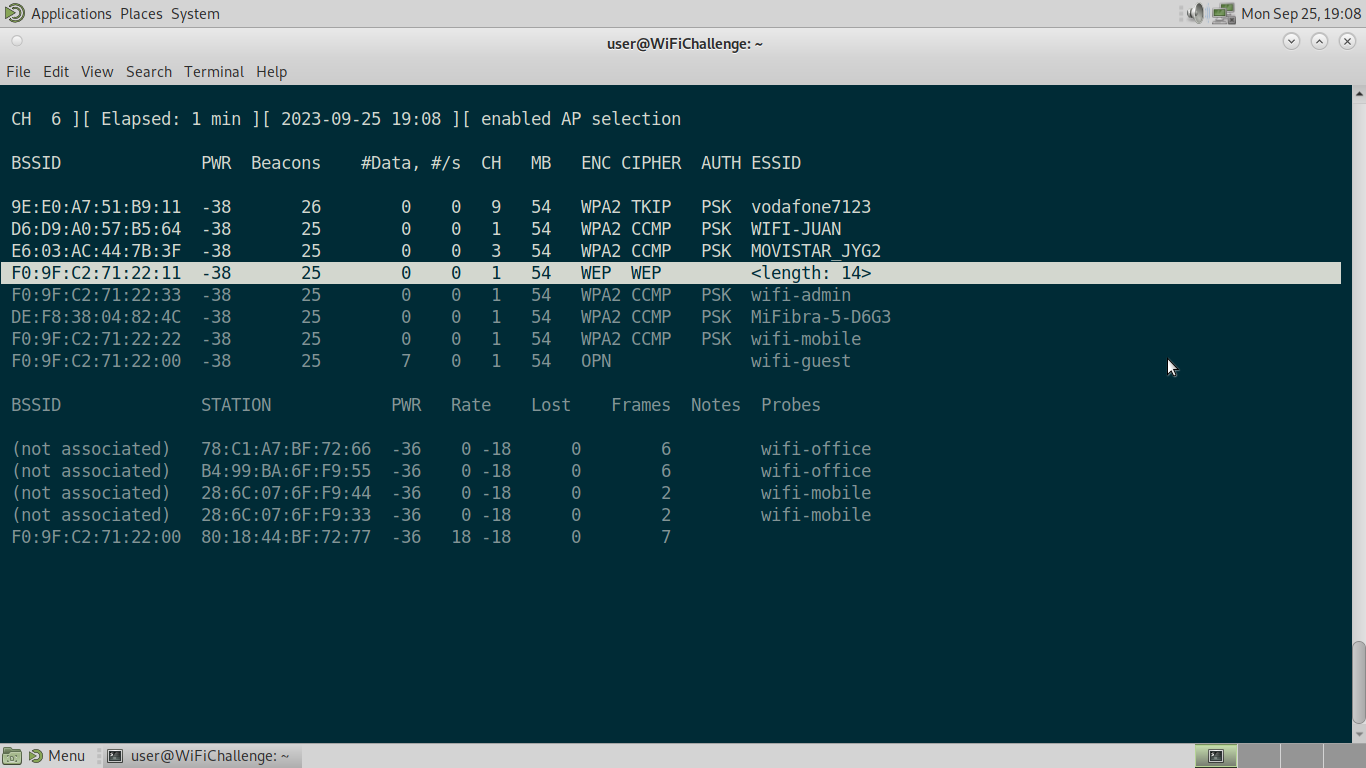 Applications Places System Mon Sep 25, 19:08
user@WiFiChallenge: ~
File Edit View Search Terminal Help
CH  6 ][ Elapsed: 1 min ][ 2023-09-25 19:08 ][ enabled AP selection
BSSID              PWR  Beacons    #Data, #/s  CH   MB   ENC CIPHER  AUTH ESSID
9E:E0:A7:51:B9:11  -38       26        0    0   9   54   WPA2 TKIP   PSK  vodafone7123
D6:D9:A0:57:B5:64  -38       25        0    0   1   54   WPA2 CCMP   PSK  WIFI-JUAN
E6:03:AC:44:7B:3F  -38       25        0    0   3   54   WPA2 CCMP   PSK  MOVISTAR_JYG2
F0:9F:C2:71:22:11  -38       25        0    0   1   54   WEP  WEP         <length: 14>
F0:9F:C2:71:22:33  -38       25        0    0   1   54   WPA2 CCMP   PSK  wifi-admin
DE:F8:38:04:82:4C  -38       25        0    0   1   54   WPA2 CCMP   PSK  MiFibra-5-D6G3
F0:9F:C2:71:22:22  -38       25        0    0   1   54   WPA2 CCMP   PSK  wifi-mobile
F0:9F:C2:71:22:00  -38       25        7    0   1   54   OPN              wifi-guest
BSSID              STATION            PWR   Rate    Lost    Frames  Notes  Probes
(not associated)   78:C1:A7:BF:72:66  -36    0 -18      0        6         wifi-office
(not associated)   B4:99:BA:6F:F9:55  -36    0 -18      0        6         wifi-office
(not associated)   28:6C:07:6F:F9:44  -36    0 -18      0        2         wifi-mobile
(not associated)   28:6C:07:6F:F9:33  -36    0 -18      0        2         wifi-mobile
F0:9F:C2:71:22:00  80:18:44:BF:72:77  -36   18 -18      0        7
Menu user@WiFiChallenge: ~